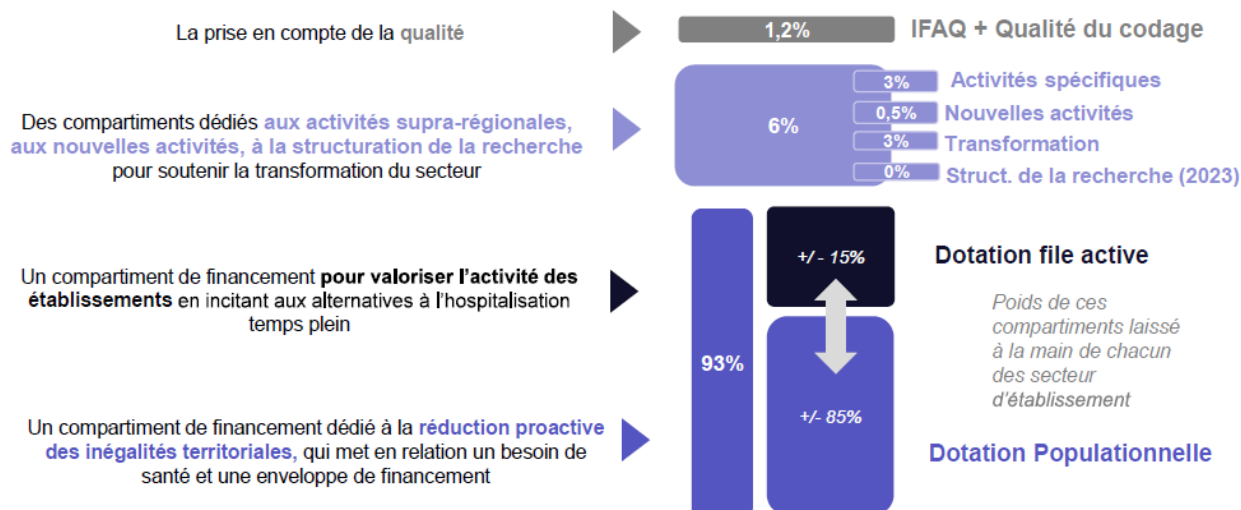 La prise en compte de la qualité
1,2%
IFAQ + Qualité du codage
Des compartiments dédiés aux activités supra-régionales,
aux nouvelles activités, à la structuration de la recherche
pour soutenir la transformation du secteur
6%
3%
Activités spécifiques
0,5%
Nouvelles activités
3%
Transformation
0%
Struct. de la recherche (2023)
Un compartiment de financement pour valoriser l'activité des
établissements en incitant aux alternatives à l'hospitalisation
temps plein
93%
+/- 15%
Dotation file active
Poids de ces
compartiments laissé
à la main de chacun
des secteur
d'établissement
Un compartiment de financement dédié à la réduction proactive
des inégalités territoriales, qui met en relation un besoin de
santé et une enveloppe de financement
+/- 85%
Dotation Populationnelle